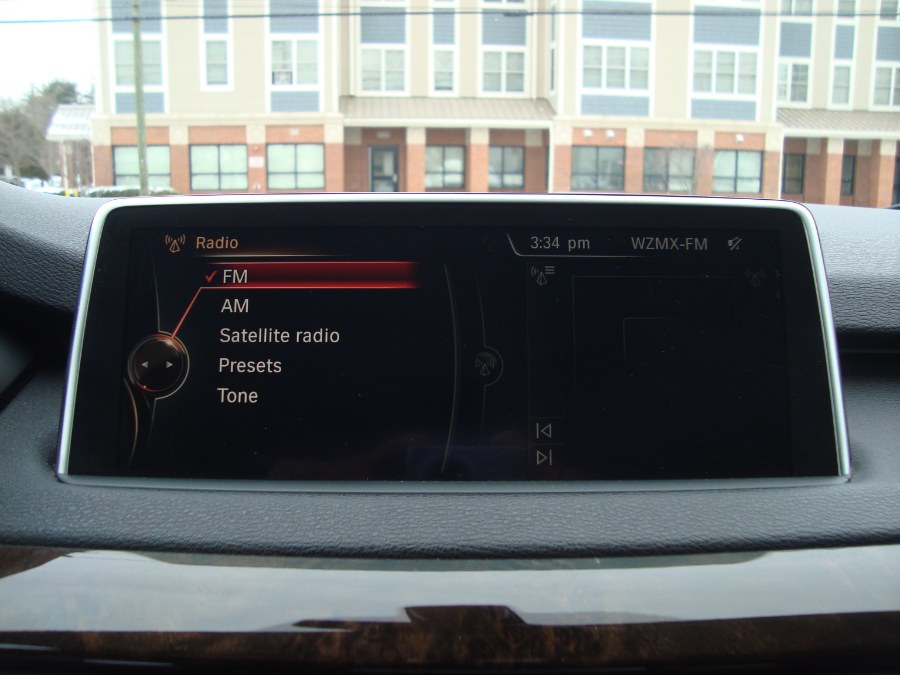 Radio
3:34 pm WZMX-FM
FM
AM
Satellite radio
Presets
Tone